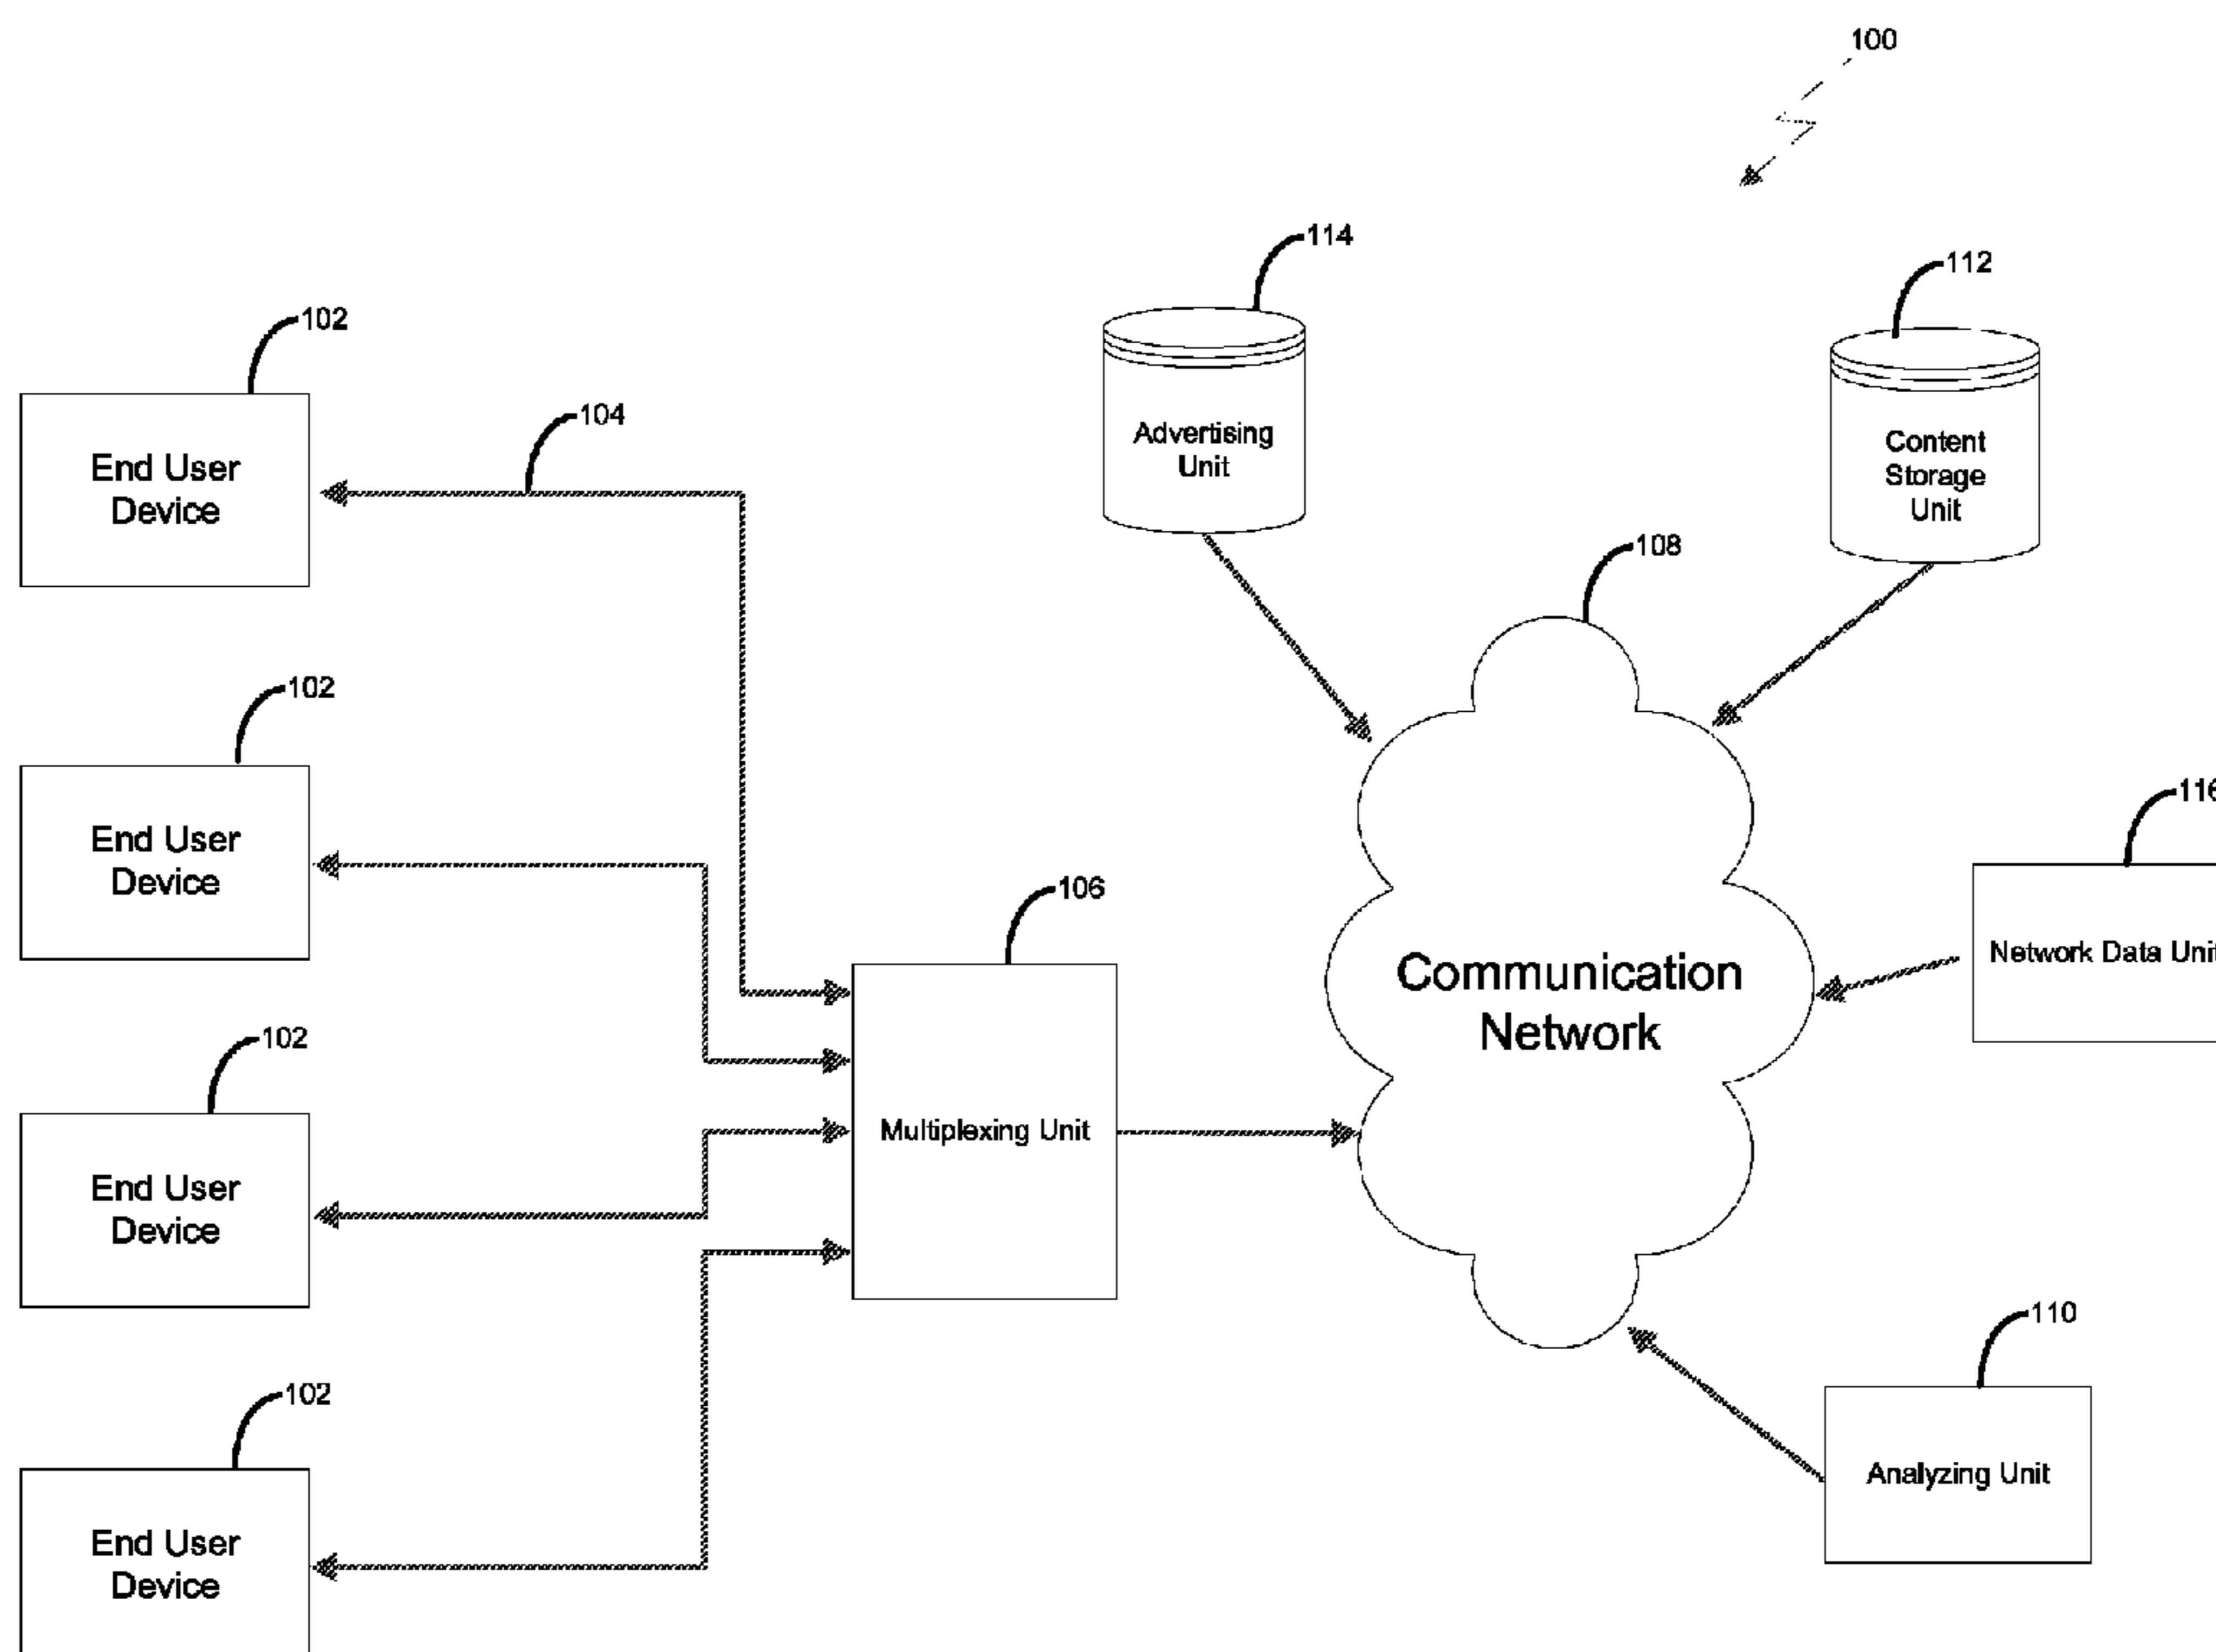 100
114
112
102
104
Advertising
Unit
Content
Storage
Unit
End User
Device
108
102
116
End User
Device
106
Network Data Unit
Communication
Network
102
Multiplexing Unit
End User
Device
110
102
Analyzing Unit
End User
Device